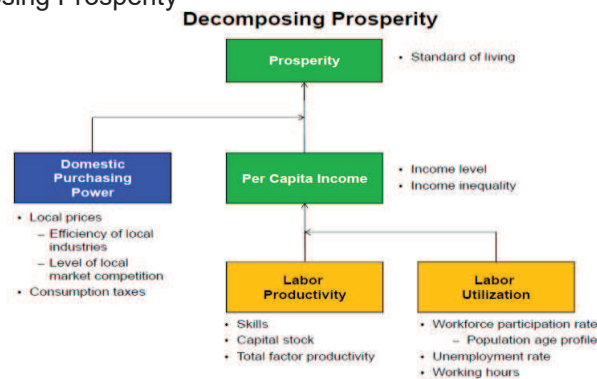 sing Prosperity
Decomposing Prosperity
Prosperity
• Standard of living
Domestic
Purchasing
Power
Per Capita Income
• Income level
• Income inequality
• Local prices
– Efficiency of local
industries
– Level of local
market competition
• Consumption taxes
Labor
Productivity
Labor
Utilization
• Skills
• Capital stock
• Total factor productivity
• Workforce participation rate
– Population age profile
• Unemployment rate
• Working hours